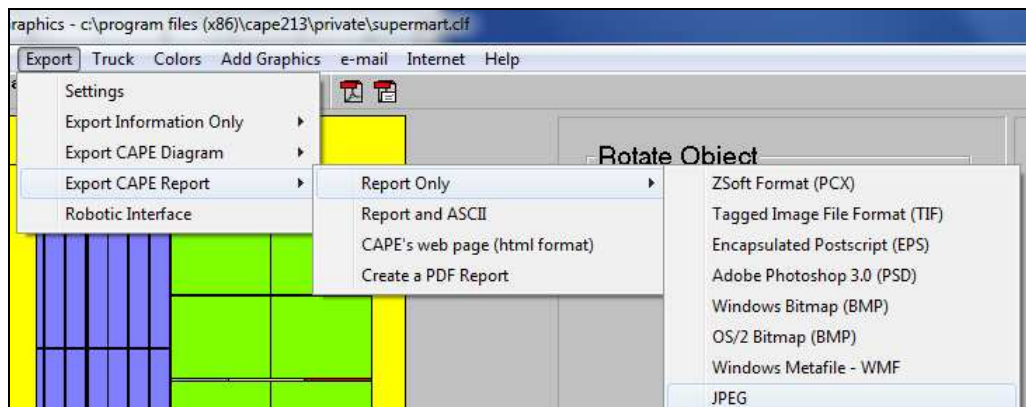 raphics - c:\program files (x86)\cape213\private\supermart.clf
Export Truck Colors Add Graphics e-mail Internet Help
Settings
Export Information Only
Export CAPE Diagram
Export CAPE Report
Robotic Interface
Report Only
Report and ASCII
CAPE's web page (html format)
Create a PDF Report
Rotate Object
ZSoft Format (PCX)
Tagged Image File Format (TIF)
Encapsulated Postscript (EPS)
Adobe Photoshop 3.0 (PSD)
Windows Bitmap (BMP)
OS/2 Bitmap (BMP)
Windows Metafile - WMF
JPEG